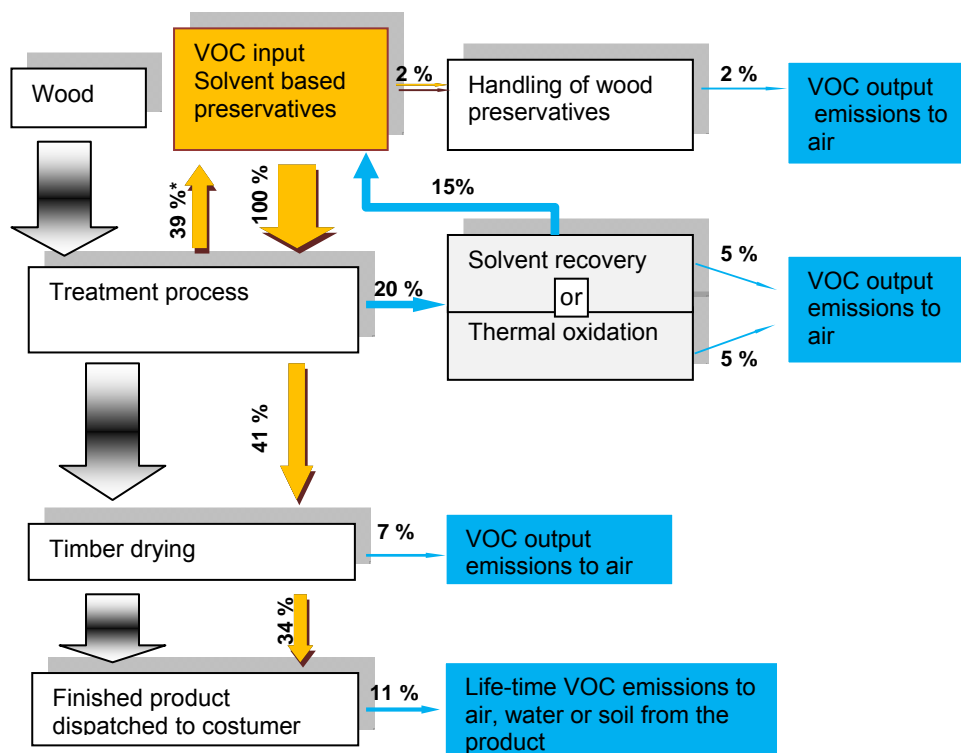 Wood
VOC input
Solvent based
preservatives
2 %
Handling of wood
preservatives
2 %
VOC output
emissions to
air
39 %*
100 %
15%
Treatment process
20 %
Solvent recovery
or
Thermal oxidation
5 %
5 %
VOC output
emissions to
air
41 %
Timber drying
7 %
VOC output
emissions to air
34 %
Finished product
dispatched to costumer
11 %
Life-time VOC emissions to
air, water or soil from the
product